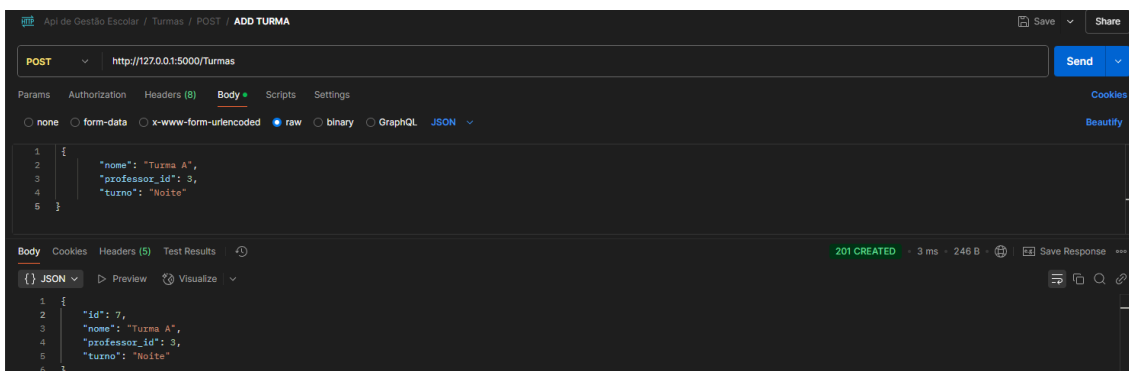 HTTP Api de Gestão Escolar / Turmas / POST / ADD TURMA Save Share
POST http://127.0.0.1:5000/Turmas Send
Params Authorization Headers (8) Body Scripts Settings Cookies
none form-data x-www-form-urlencoded raw binary GraphQL JSON Beautify
1 {
2 "nome": "Turma A",
3 "professor_id": 3,
4 "turno": "Noite"
5 }
Body Cookies Headers (5) Test Results 201 CREATED 3 ms 246 B Save Response
{} JSON Preview Visualize
1 {
2 "id": 7,
3 "nome": "Turma A",
4 "professor_id": 3,
5 "turno": "Noite"
6 }